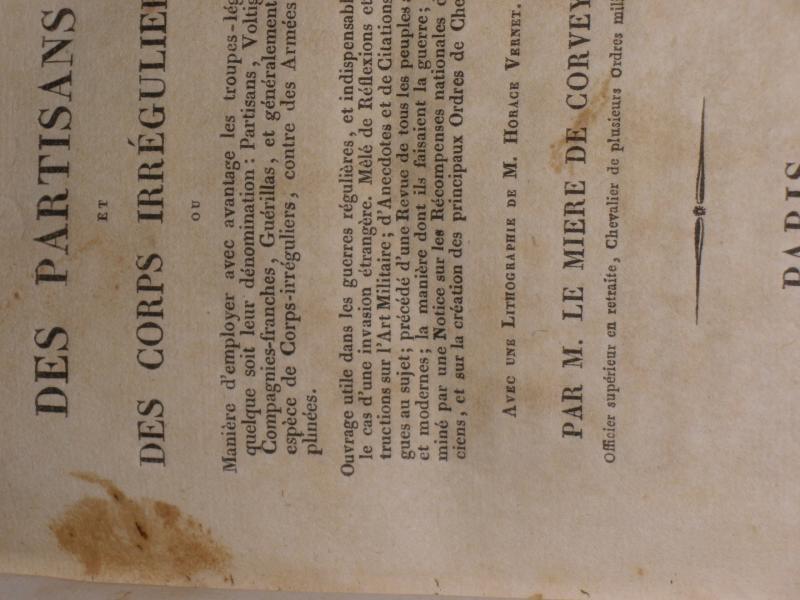 DES PARTISANS
ET
DES CORPS IRRÉGULIER
OU
Manière d'employer avec avantage les troupes-lég
quelque soit leur dénomination : Partisans, Voltig
Compagnies-franches, Guérillas, et généralement
espèce de Corps-irréguliers, contre des Armées
plinées.
Ouvrage utile dans les guerres régulières, et indispensabl
le cas d'une invasion étrangère. Mêlé de Réflexions et
tructions sur l'Art Militaire; d'Anecdotes et de Citations
gues au sujet; précédé d'une Revue de tous les peuples
et modernes; la manière dont ils faisaient la guerre;
miné par une Notice sur les Récompenses nationales d
ciens, et sur la création des principaux Ordres de Che
AVEC UNE LITHOGRAPHIE DE M. HORACE VERNET.
PAR M. LE MIERE DE CORVEY
Officier supérieur en retraite, Chevalier de plusieurs Ordres mili
PARIS